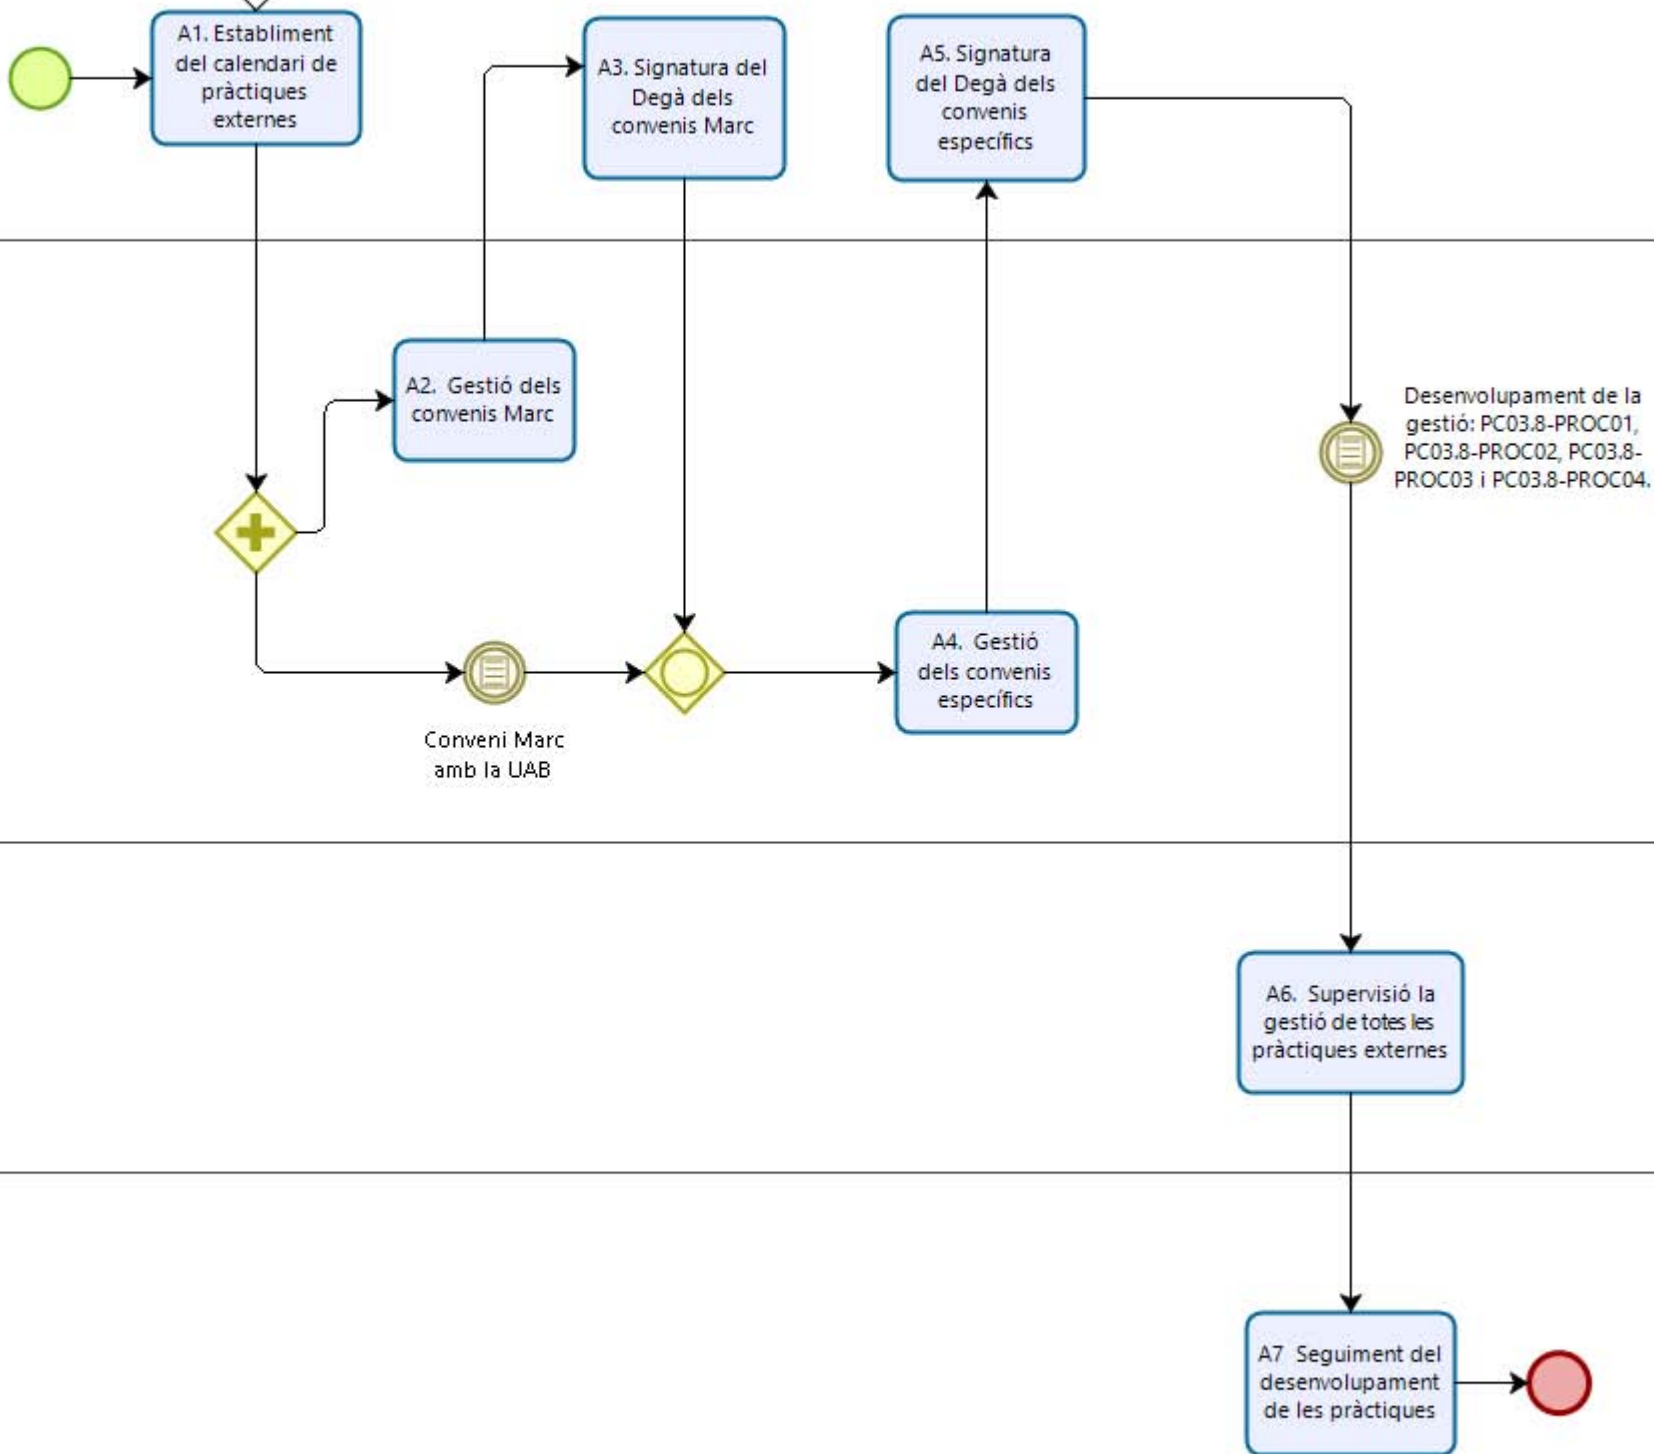 A1. Establiment
del calendari de
pràctiques
externes
A3. Signatura del
Degà dels
convenis Marc
A5. Signatura
del Degà dels
convenis
específics
A2. Gestió dels
convenis Marc
Desenvolupament de la
gestió: PC03.8-PROC01,
PC03.8-PROC02, PC03.8-
PROC03 i PC03.8-PROC04.
Conveni Marc
amb la UAB
A4. Gestió
dels convenis
específics
A6. Supervisió la
gestió de totes les
pràctiques externes
A7 Seguiment del
desenvolupament
de les pràctiques